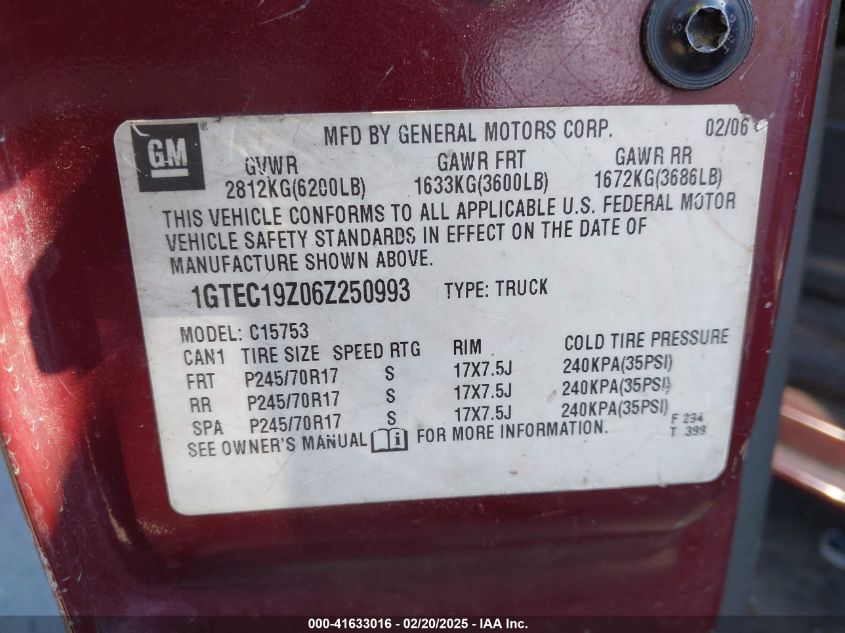 GM
MFD BY GENERAL MOTORS CORP. 02/06
GVWR GAWR FRT GAWR RR
2812KG(6200LB) 1633KG(3600LB) 1672KG(3686LB)
THIS VEHICLE CONFORMS TO ALL APPLICABLE U.S. FEDERAL MOTOR
VEHICLE SAFETY STANDARDS IN EFFECT ON THE DATE OF
MANUFACTURE SHOWN ABOVE.
1GTEC19Z06Z250993 TYPE: TRUCK
MODEL: C15753
CAN1 TIRE SIZE SPEED RTG RIM COLD TIRE PRESSURE
FRT P245/70R17 S 17X7.5J 240KPA(35PSI)
RR P245/70R17 S 17X7.5J 240KPA(35PSI)
SPA P245/70R17 S 17X7.5J 240KPA(35PSI)
SEE OWNER'S MANUAL i FOR MORE INFORMATION.
F 294
T 399
000-41633016 - 02/20/2025 - IAA Inc.